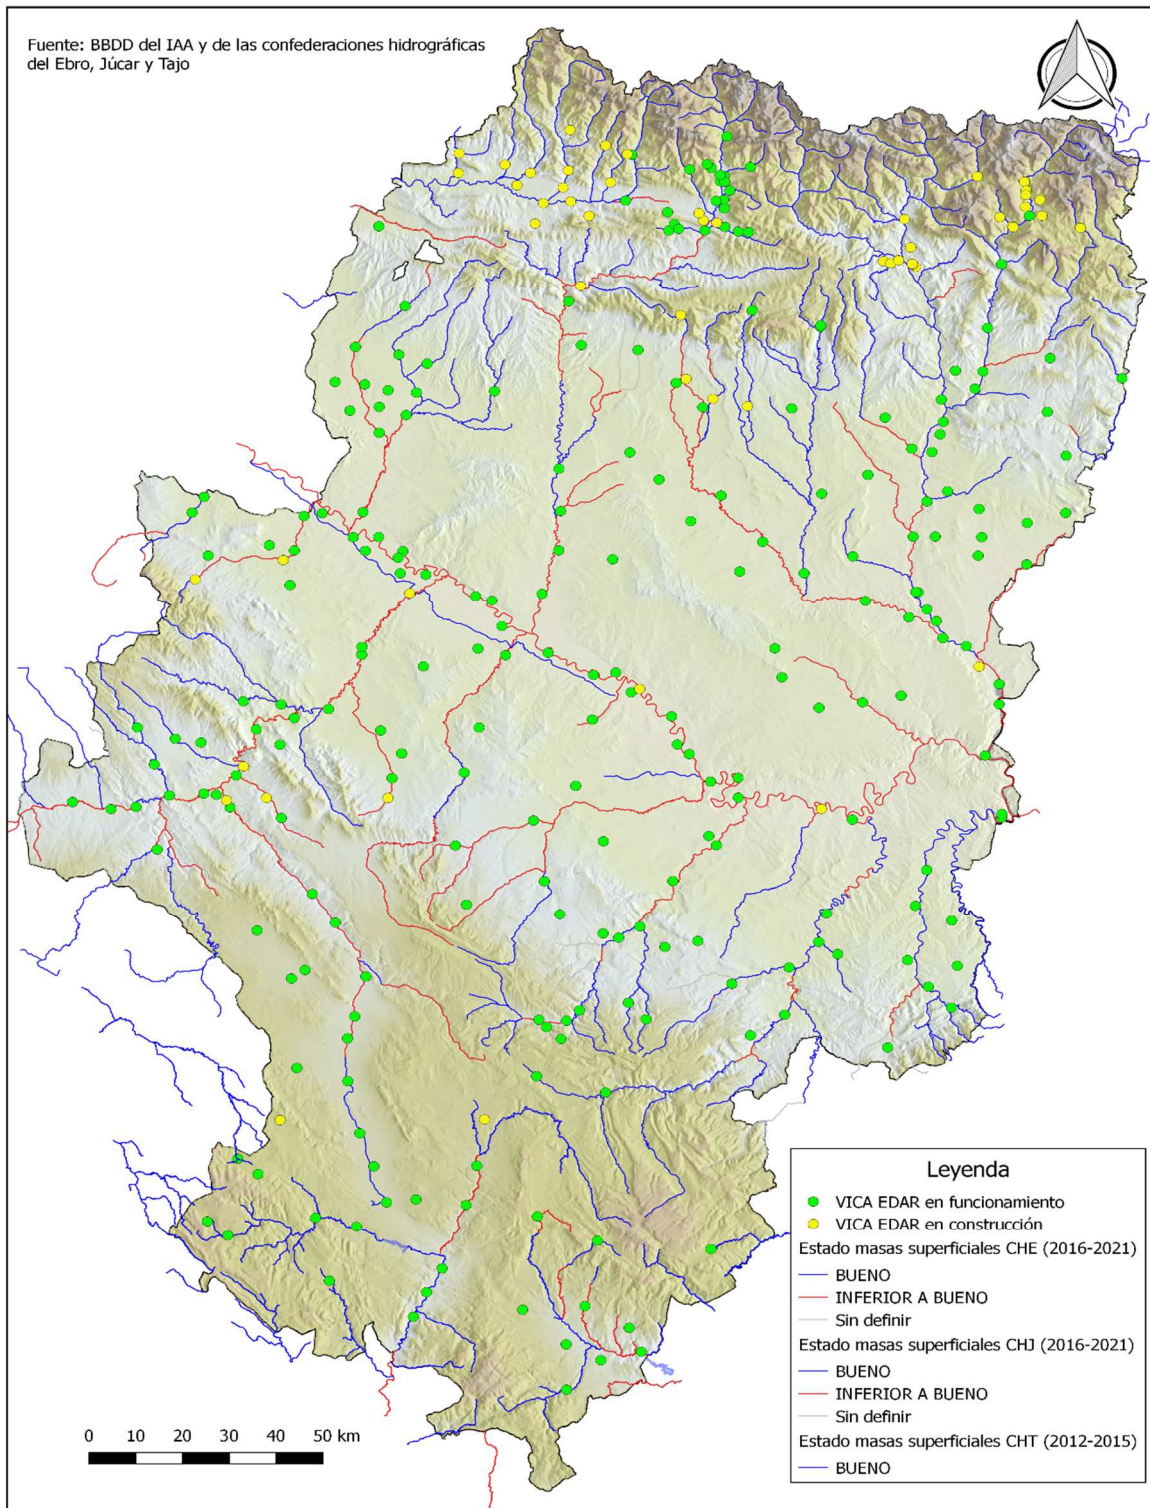 Fuente: BBDD del IAA y de las confederaciones hidrográficas
del Ebro, Júcar y Tajo
Leyenda
VICA EDAR en funcionamiento
VICA EDAR en construcción
Estado masas superficiales CHE (2016-2021)
BUENO
INFERIOR A BUENO
Sin definir
Estado masas superficiales CHJ (2016-2021)
BUENO
INFERIOR A BUENO
Sin definir
Estado masas superficiales CHT (2012-2015)
BUENO
0 10 20 30 40 50 km